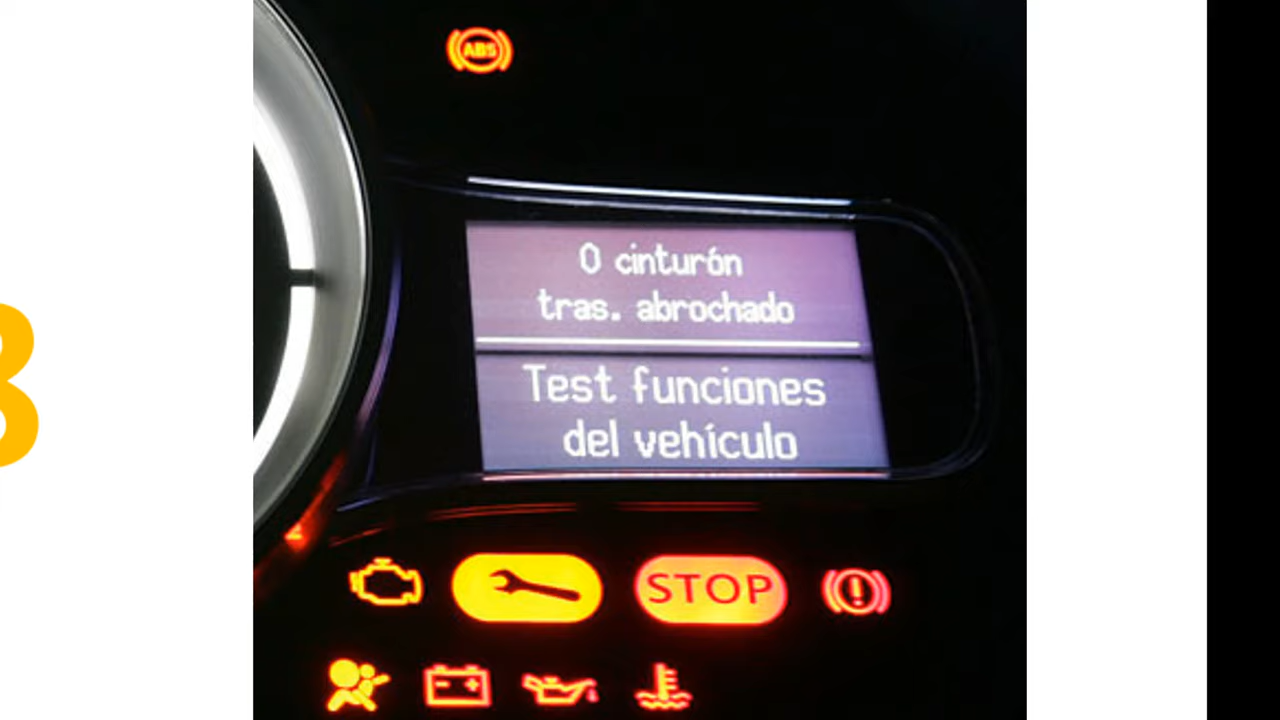 ABS
0 cinturón
tras. abrochado
Test funciones
del vehículo
STOP